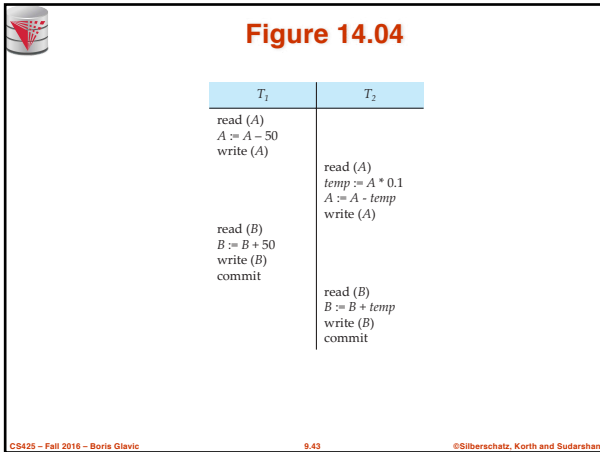 Figure 14.04
T1 T2
read (A)
A := A – 50
write (A)
read (A)
temp := A * 0.1
A := A - temp
write (A)
read (B)
B := B + 50
write (B)
commit
read (B)
B := B + temp
write (B)
commit
CS425 – Fall 2016 – Boris Glavic 9.43 ©Silberschatz, Korth and Sudarshan